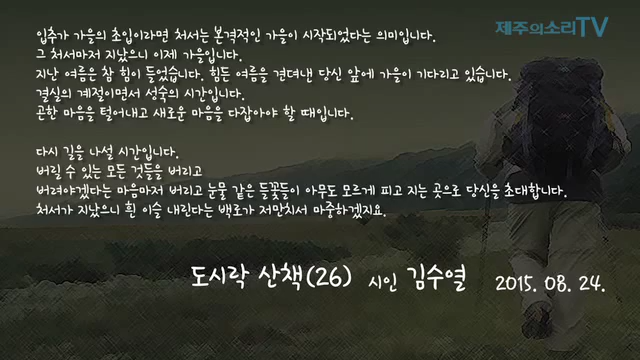 제주의소리TV
입추가 가을의 초입이라면 처서는 본격적인 가을이 시작되었다는 의미입니다.
그 처서마저 지났으니 이제 가을입니다.
지난 여름은 참 힘이 들었습니다. 힘든 여름을 견뎌낸 당신 앞에 가을이 기다리고 있습니다.
결실의 계절이면서 성숙의 시간입니다.
곤한 마음을 털어내고 새로운 마음을 다잡아야 할 때입니다.
다시 길을 나설 시간입니다.
버릴 수 있는 모든 것들을 버리고
버려야겠다는 마음마저 버리고 눈물 같은 들꽃들이 아무도 모르게 피고 지는 곳으로 당신을 초대합니다.
처서가 지났으니 흰 이슬 내린다는 백로가 저만치서 마중하겠지요.
도시락 산책(26) 시인 김수열 2015. 08. 24.